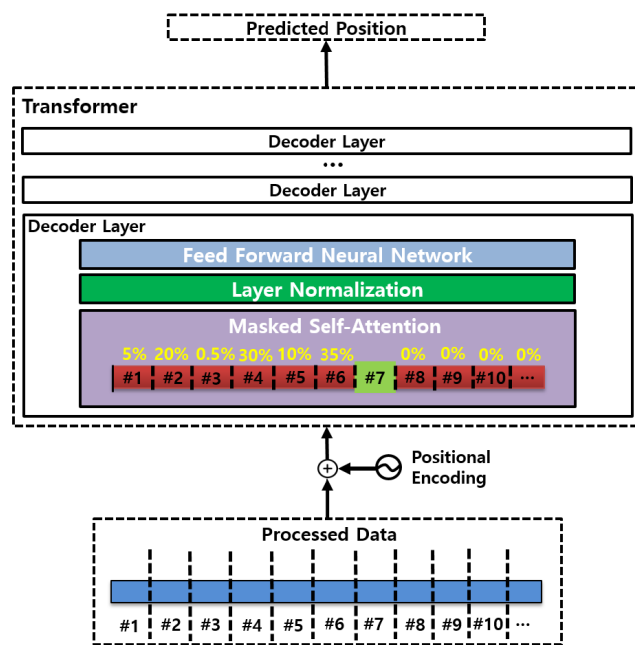 Predicted Position
Transformer
Decoder Layer
...
Decoder Layer
Decoder Layer
Feed Forward Neural Network
Layer Normalization
Masked Self-Attention
5% 20% 0.5% 30% 10% 35% 0% 0% 0% 0%
#1 #2 #3 #4 #5 #6 #7 #8 #9 #10 ...
Positional
Encoding
Processed Data
#1 #2 #3 #4 #5 #6 #7 #8 #9 #10 ...